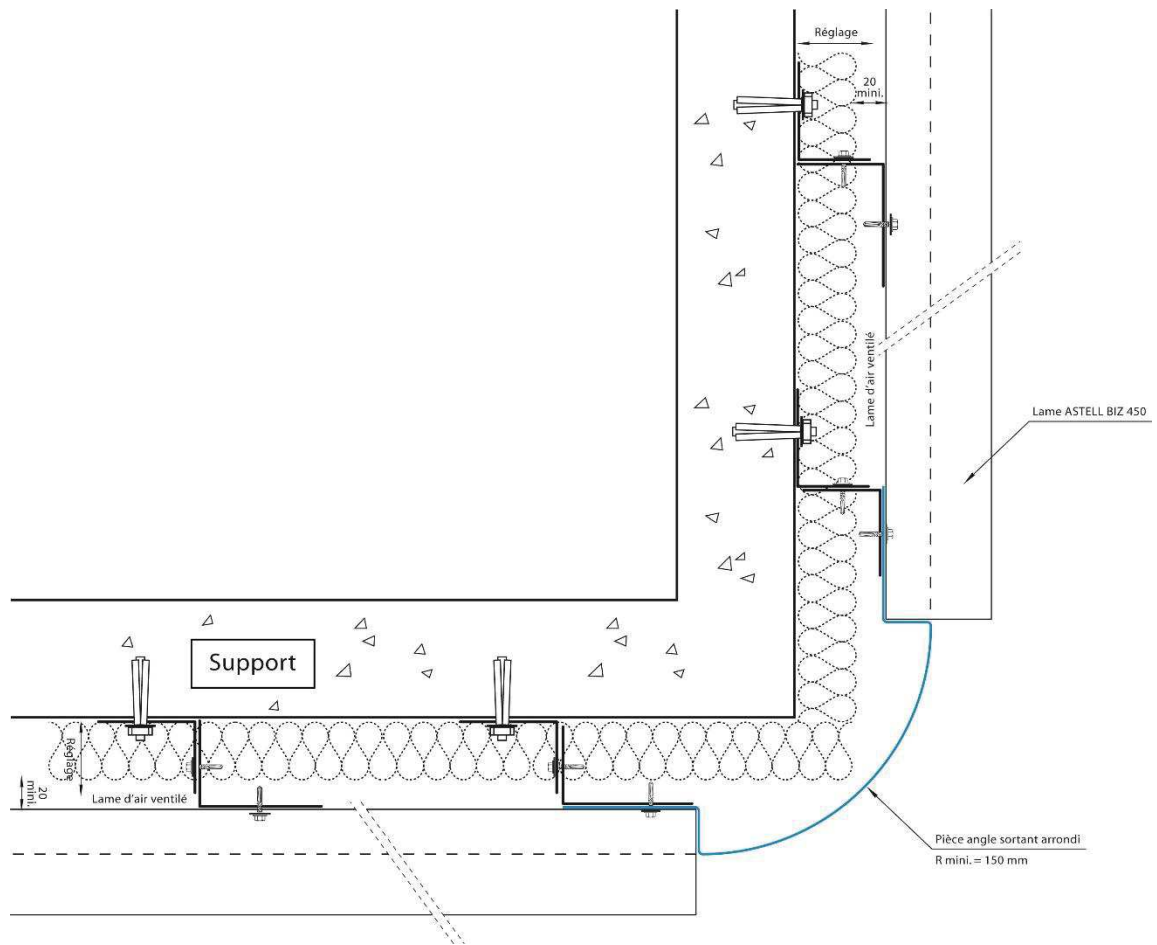 Réglage
20
mini.
Lame d'air ventilé
Lame ASTELL BIZ 450
Support
Réglage
20
mini.
Lame d'air ventilé
Pièce angle sortant arrondi
R mini. = 150 mm